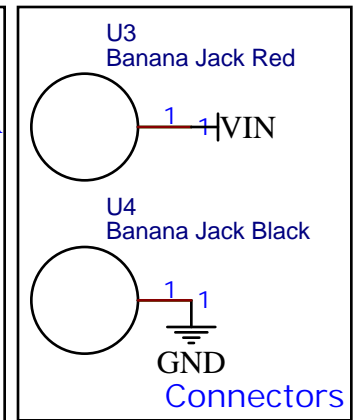 U3
Banana Jack Red
1 1 VIN
U4
Banana Jack Black
1 1
GND
Connectors